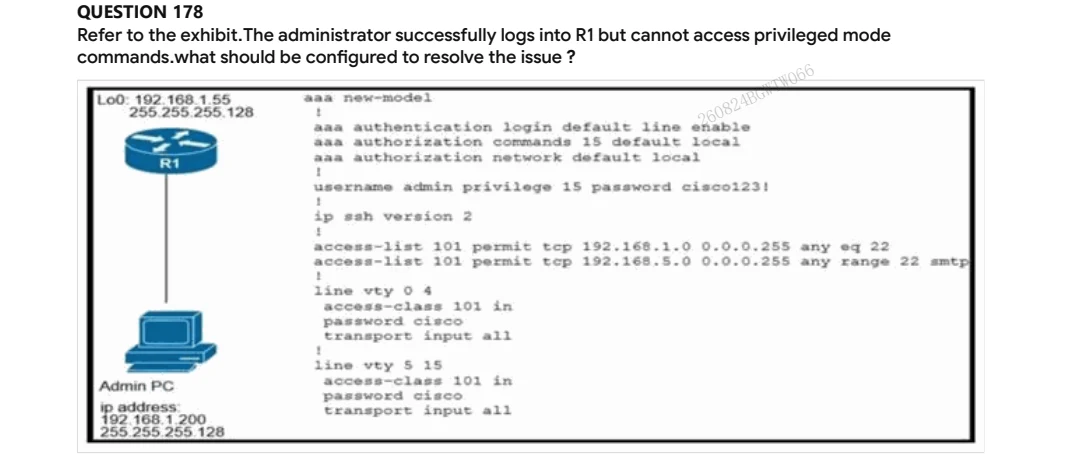 QUESTION 178
Refer to the exhibit.The administrator successfully logs into R1 but cannot access privileged mode
commands.what should be configured to resolve the issue ?
260824BGWTWQ66
Lo0: 192.168.1.55
255.255.255.128
R1
Admin PC
ip address:
192.168.1.200
255.255.255.128
aaa new-model
!
aaa authentication login default line enable
aaa authorization commands 15 default local
aaa authorization network default local
!
username admin privilege 15 password cisco123!
!
ip ssh version 2
!
access-list 101 permit tcp 192.168.1.0 0.0.0.255 any eq 22
access-list 101 permit tcp 192.168.5.0 0.0.0.255 any range 22 smtp
!
line vty 0 4
access-class 101 in
password cisco
transport input all
!
line vty 5 15
access-class 101 in
password cisco
transport input all